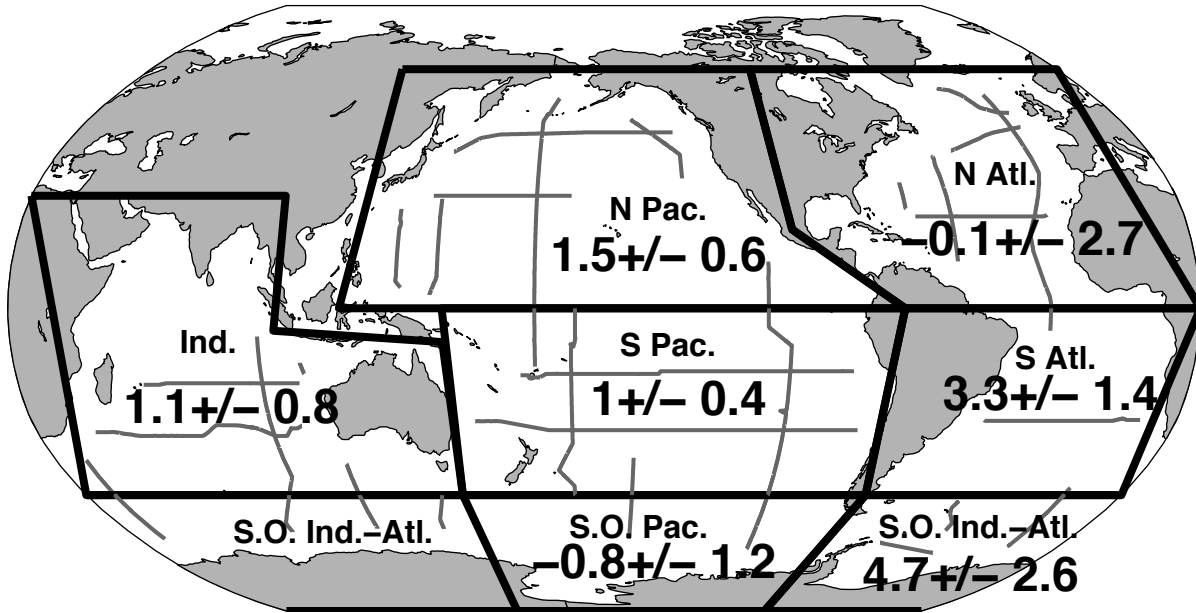 N Atl.
−0.1+/− 2.7
N Pac.
1.5+/− 0.6
Ind.
1.1+/− 0.8
S Pac.
1+/− 0.4
S Atl.
3.3+/− 1.4
S.O. Ind.−Atl.
S.O. Pac.
−0.8+/− 1.2
S.O. Ind.−Atl.
4.7+/− 2.6